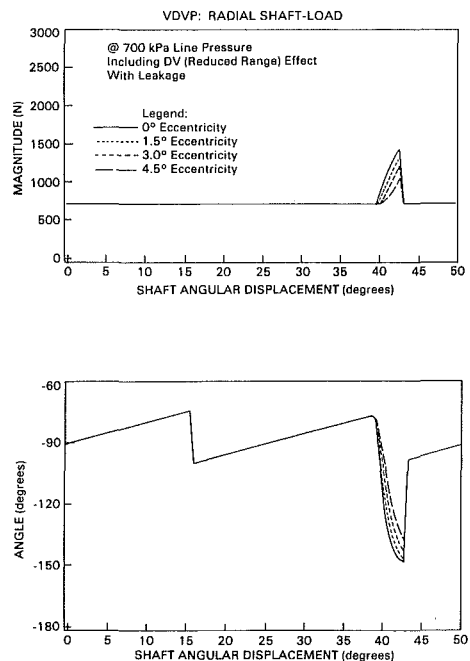 VDVP: RADIAL SHAFT-LOAD
3000
2500
2000
1500
1000
500
0
MAGNITUDE (N)
@ 700 kPa Line Pressure
Including DV (Reduced Range) Effect
With Leakage
Legend:
0° Eccentricity
1.5° Eccentricity
3.0° Eccentricity
4.5° Eccentricity
0 5 10 15 20 25 30 35 40 45 50
SHAFT ANGULAR DISPLACEMENT (degrees)
-60
-90
-120
-150
-180
ANGLE (degrees)
0 5 10 15 20 25 30 35 40 45 50
SHAFT ANGULAR DISPLACEMENT (degrees)